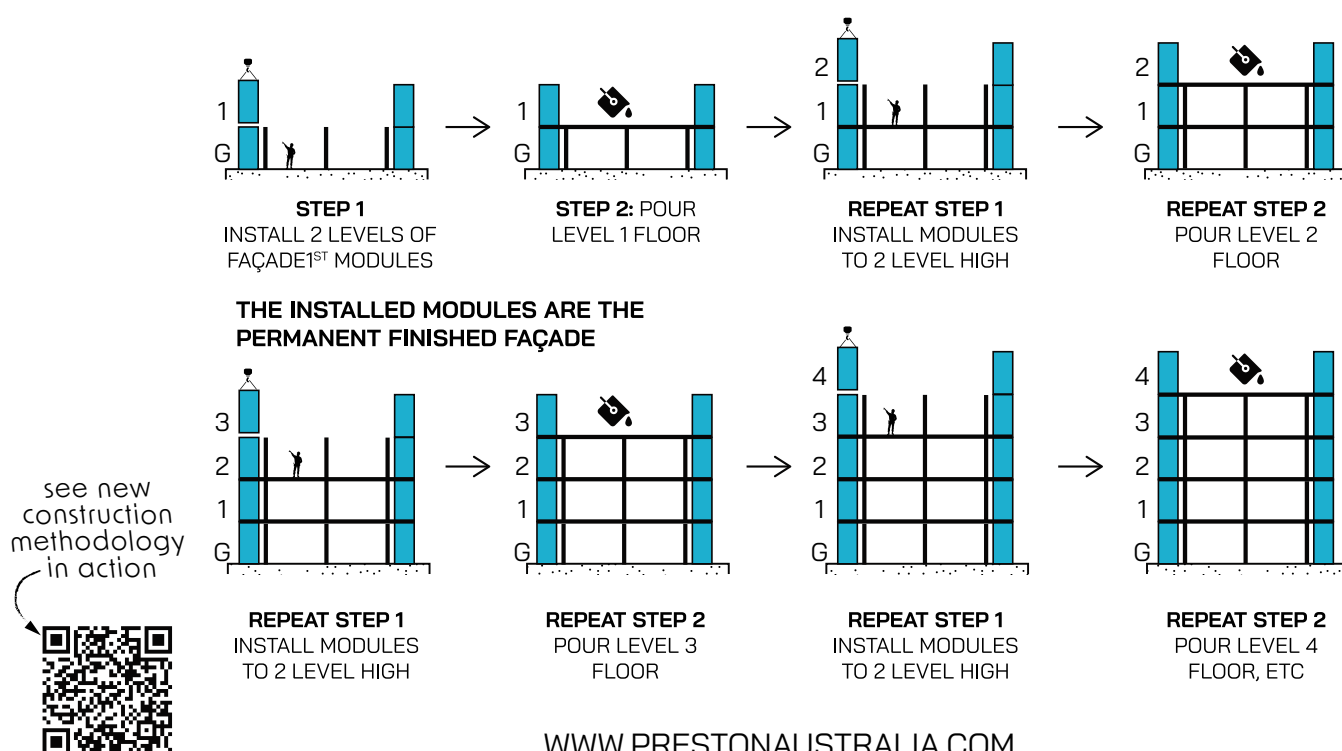 2
1
G
1
G
2
1
G
2
1
G
STEP 1
INSTALL 2 LEVELS OF
FAÇADE1ST MODULES
STEP 2: POUR
LEVEL 1 FLOOR
REPEAT STEP 1
INSTALL MODULES
TO 2 LEVEL HIGH
REPEAT STEP 2
POUR LEVEL 2
FLOOR
THE INSTALLED MODULES ARE THE
PERMANENT FINISHED FAÇADE
3
2
1
G
3
2
1
G
4
3
2
1
G
4
3
2
1
G
see new
construction
methodology
in action
REPEAT STEP 1
INSTALL MODULES
TO 2 LEVEL HIGH
REPEAT STEP 2
POUR LEVEL 3
FLOOR
REPEAT STEP 1
INSTALL MODULES
TO 2 LEVEL HIGH
REPEAT STEP 2
POUR LEVEL 4
FLOOR, ETC
WWW.PRESTONAUSTRALIA.COM